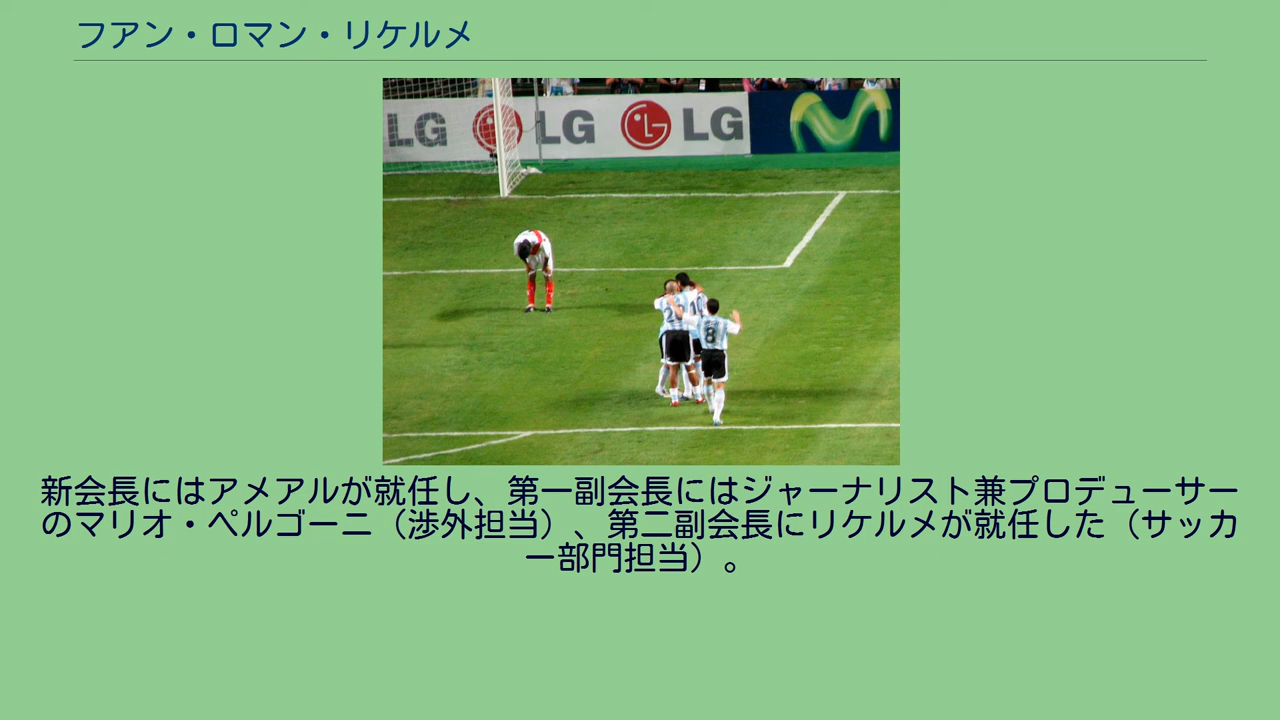 フアン・ロマン・リケルメ
LG LG LG
8
新会長にはアメアルが就任し、第一副会長にはジャーナリスト兼プロデューサー
のマリオ・ペルゴーニ（渉外担当）、第二副会長にリケルメが就任した（サッカ
ー部門担当）。